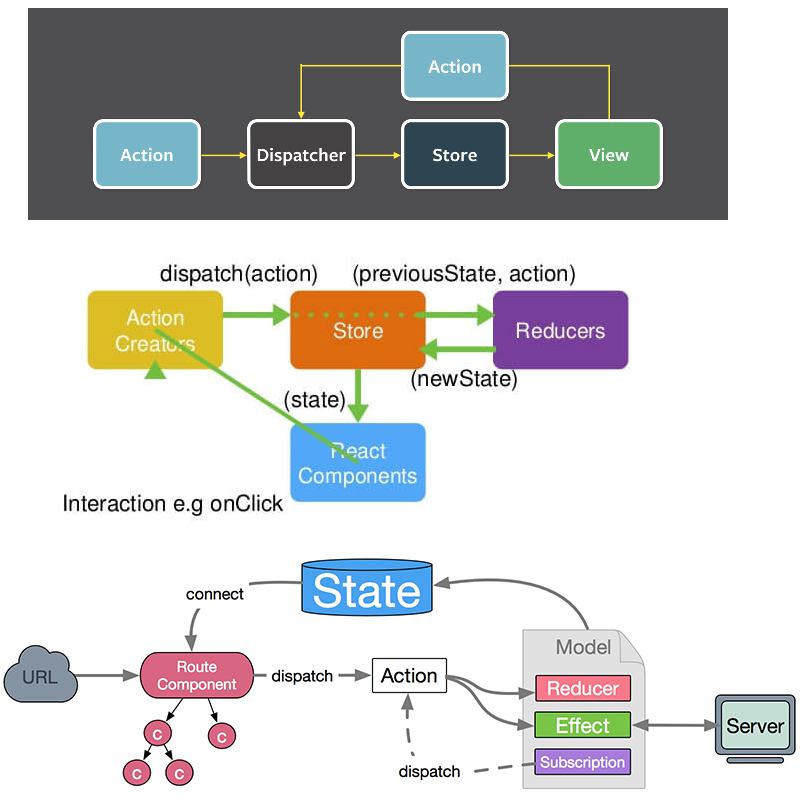 Action
Action
Dispatcher
Store
View
dispatch(action)
(previousState, action)
Action
Creators
Store
Reducers
(newState)
(state)
React
Components
Interaction e.g onClick
State
connect
Model
URL
Route
Component
dispatch
Action
Reducer
Effect
Server
Subscription
dispatch
C
C
C
C